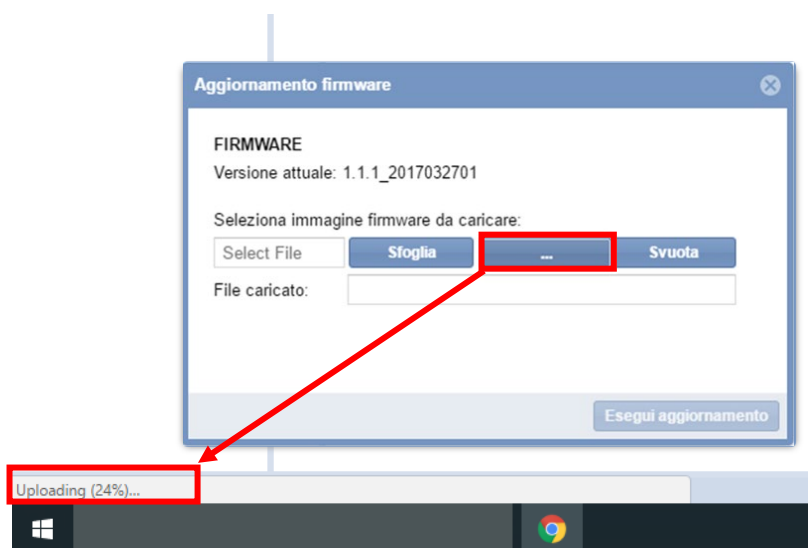 Aggiornamento firmware
FIRMWARE
Versione attuale: 1.1.1_2017032701
Seleziona immagine firmware da caricare:
Select File Sfoglia ... Svuota
File caricato:
Esegui aggiornamento
Uploading (24%)...